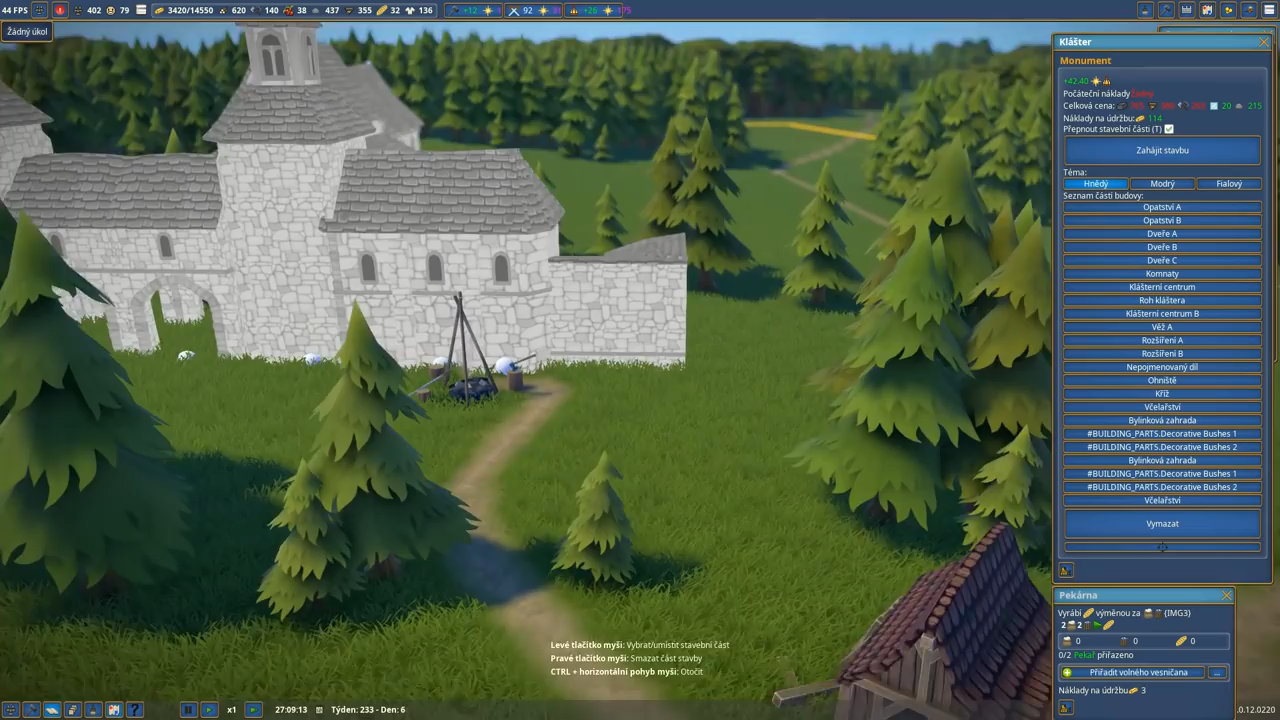 44 FPS 402 79 3420/14550 620 140 38 437 355 32 136 +12 92 +26
Žádný úkol
Klášter
Monument
+42.40
Počáteční náklady Žádný
Celková cena: 20 215
Náklady na údržbu: 114
Přepnout stavební části (T)
Zahájit stavbu
Téma:
Hnědý Modrý Fialový
Seznam částí budovy:
Opatství A
Opatství B
Dveře A
Dveře B
Dveře C
Komnaty
Klášterní centrum
Roh kláštera
Klášterní centrum B
Věž A
Rozšíření A
Rozšíření B
Nepojmenovaný díl
Ohniště
Kříž
Včelařství
Bylinková zahrada
#BUILDING_PARTS.Decorative Bushes 1
#BUILDING_PARTS.Decorative Bushes 2
Bylinková zahrada
#BUILDING_PARTS.Decorative Bushes 1
#BUILDING_PARTS.Decorative Bushes 2
Včelařství
Vymazat
Pekárna
Vyrábí výměnou za {IMG3}
2 2
0 0 0
0/2 Pekař přiřazeno
Přiřadit volného vesničana ...
Náklady na údržbu 3
Levé tlačítko myši: Vybrat/umístit stavební část
Pravé tlačítko myši: Smazat část stavby
CTRL + horizontální pohyb myši: Otočit
x1 27:09:13 Týden: 233 - Den: 6
.0.12.0220